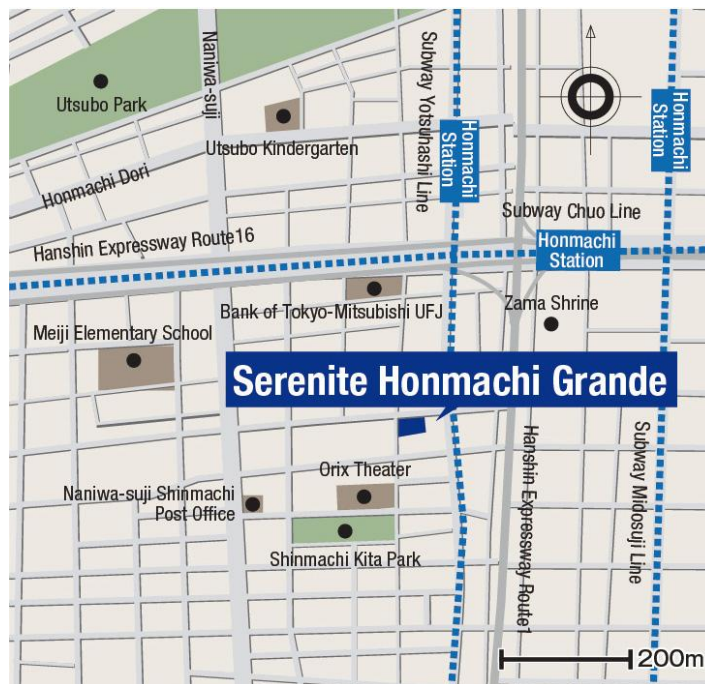 Utsubo Park
Naniwa-suji
Utsubo Kindergarten
Honmachi Dori
Subway Yotsuhashi Line
Honmachi
Station
Honmachi
Station
Hanshin Expressway Route16
Subway Chuo Line
Honmachi
Station
Bank of Tokyo-Mitsubishi UFJ
Zama Shrine
Meiji Elementary School
Serenite Honmachi Grande
Orix Theater
Naniwa-suji Shinmachi
Post Office
Shinmachi Kita Park
Hanshin Expressway Route1
Subway Midosuji Line
200m